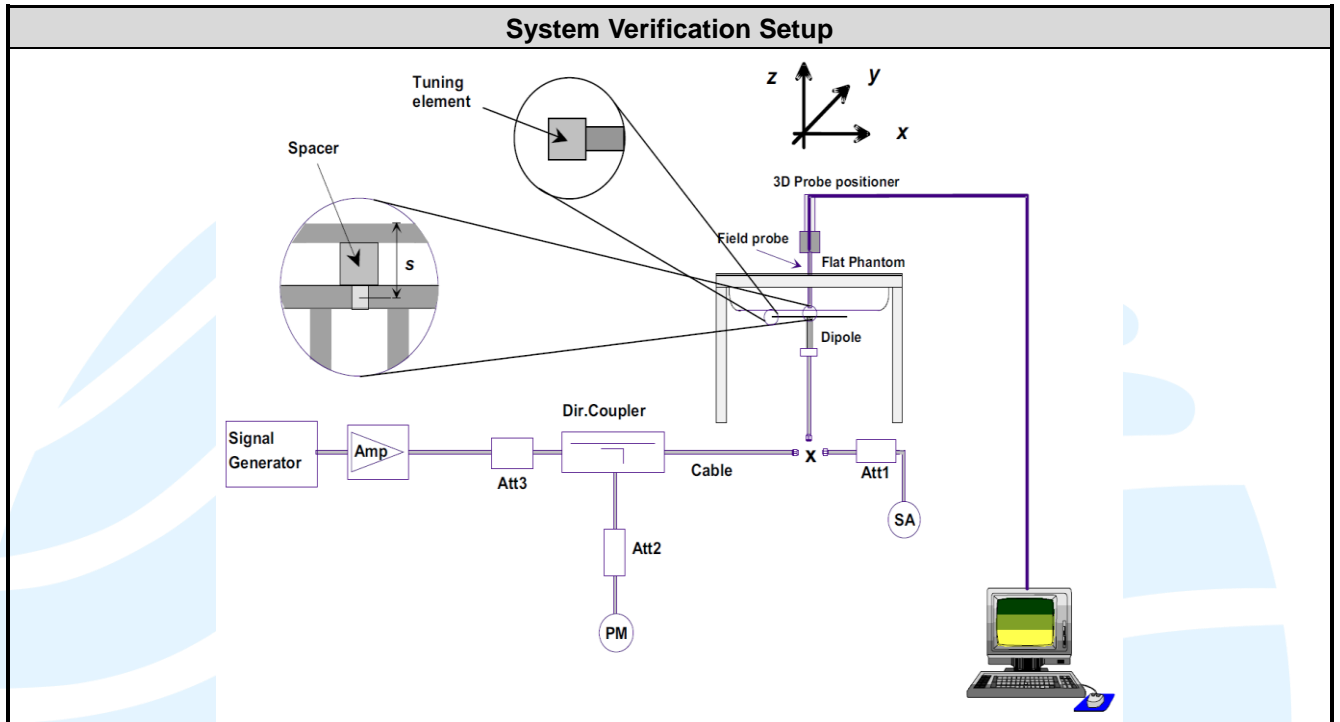 System Verification Setup
Tuning
element
Spacer
s
z
y
x
3D Probe positioner
Field probe
Flat Phantom
Dipole
Signal
Generator
Amp
Att3
Dir.Coupler
Cable
x
Att1
SA
Att2
PM